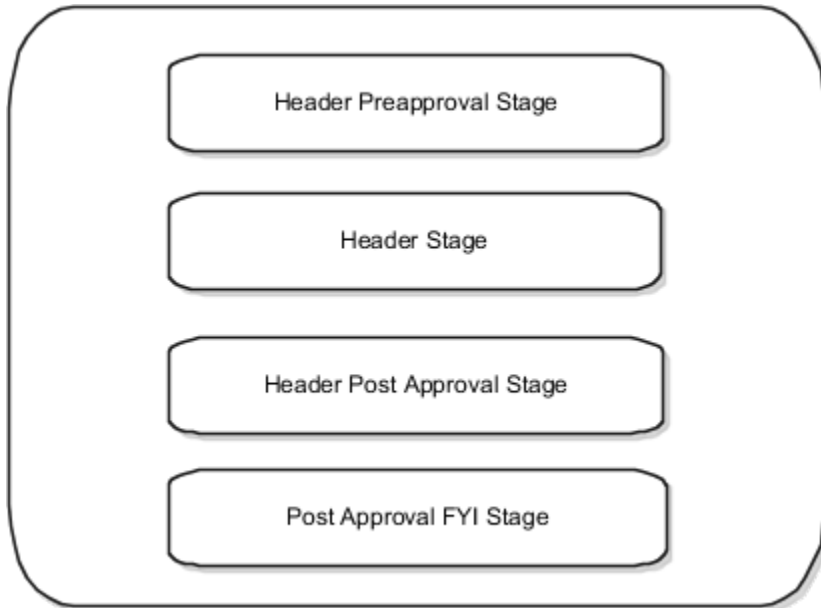 Header Preapproval Stage
Header Stage
Header Post Approval Stage
Post Approval FYI Stage